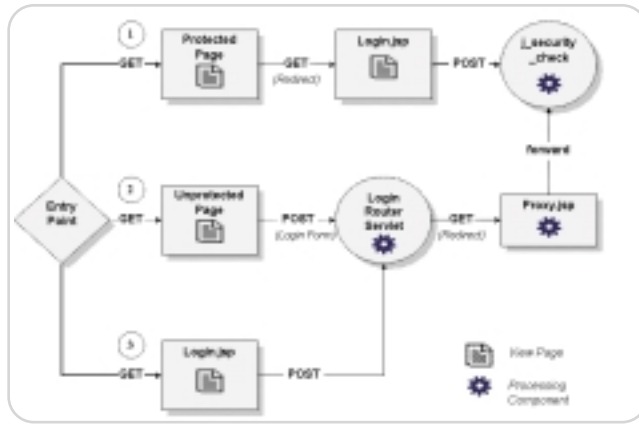 1
Protected
Page
GET
GET
(Redirect)
Login.jsp
POST
j_security
_check
forward
Entry
Point
2
Unprotected
Page
GET
POST
(Login Form)
Login
Router
Servlet
GET
(Redirect)
Proxy.jsp
3
Login.jsp
GET
POST
View Page
Processing
Component